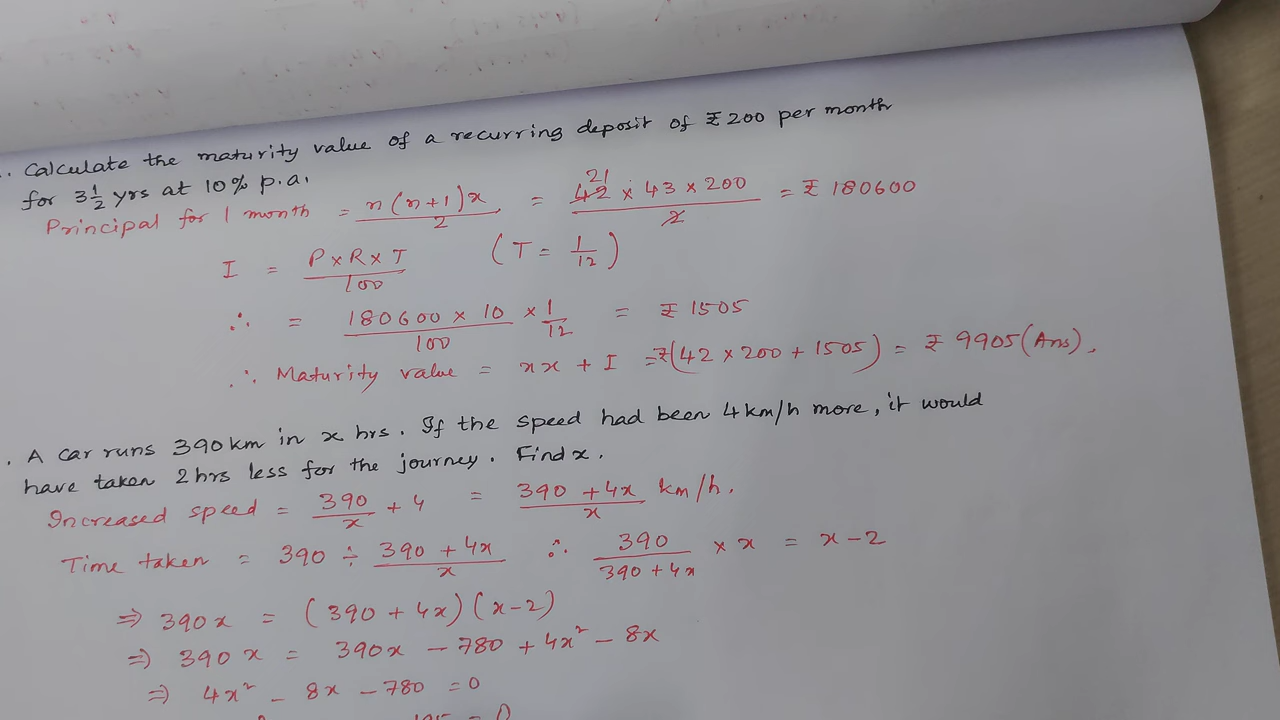 . Calculate the maturity value of a recurring deposit of ₹ 200 per month
for 3 1/2 yrs at 10% p.a.
Principal for 1 month = n(n+1)x / 2 = 42 21 × 43 × 200 / 2 = ₹ 180600
I = P×R×T / 100 (T = 1/12)
∴ = 180600 × 10 / 100 × 1/12 = ₹ 1505
∴ Maturity value = nx + I = ₹(42 × 200 + 1505) = ₹ 9905 (Ans).
. A car runs 390 km in x hrs. If the speed had been 4 km/h more, it would
have taken 2 hrs less for the journey. Find x.
Increased speed = 390/x + 4 = 390 + 4x / x km/h.
Time taken = 390 ÷ 390 + 4x / x ∴ 390 / 390 + 4x × x = x - 2
⇒ 390x = (390 + 4x)(x-2)
⇒ 390x = 390x - 780 + 4x² - 8x
⇒ 4x² - 8x - 780 = 0